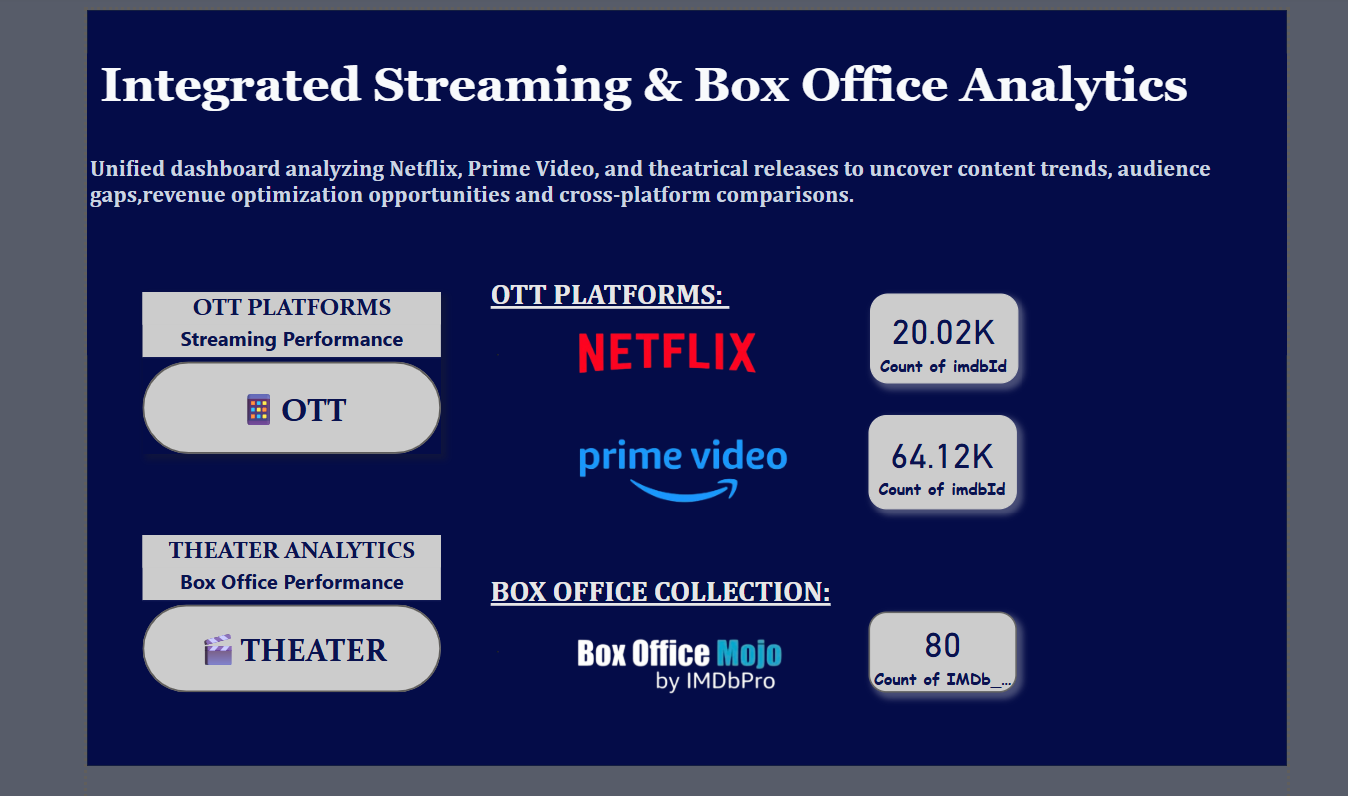 Integrated Streaming & Box Office Analytics
Unified dashboard analyzing Netflix, Prime Video, and theatrical releases to uncover content trends, audience
gaps,revenue optimization opportunities and cross-platform comparisons.
OTT PLATFORMS
Streaming Performance
OTT
OTT PLATFORMS:
NETFLIX
20.02K
Count of imdbId
prime video
64.12K
Count of imdbId
THEATER ANALYTICS
Box Office Performance
THEATER
BOX OFFICE COLLECTION:
Box Office Mojo
by IMDbPro
80
Count of IMDb_...